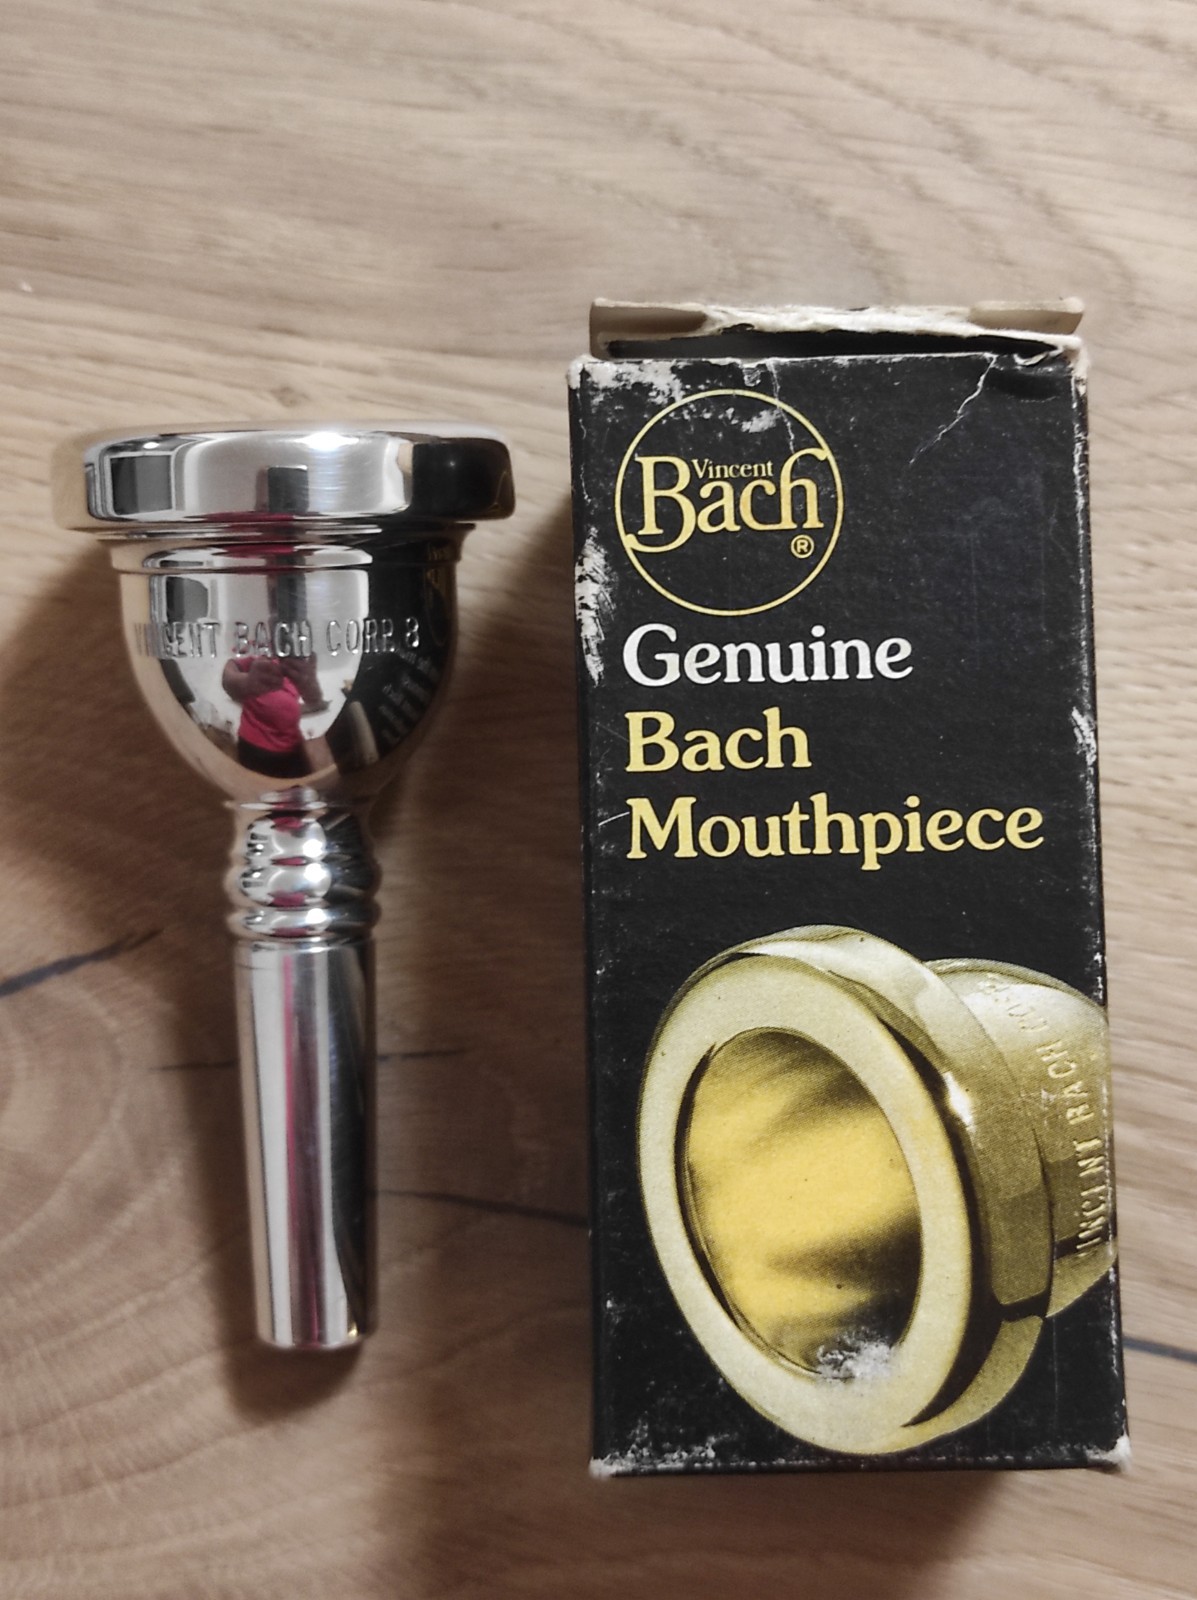 VINCENT BACH CORP. 8
Vincent
Bach
®
Genuine
Bach
Mouthpiece
VINCENT BACH CORP.